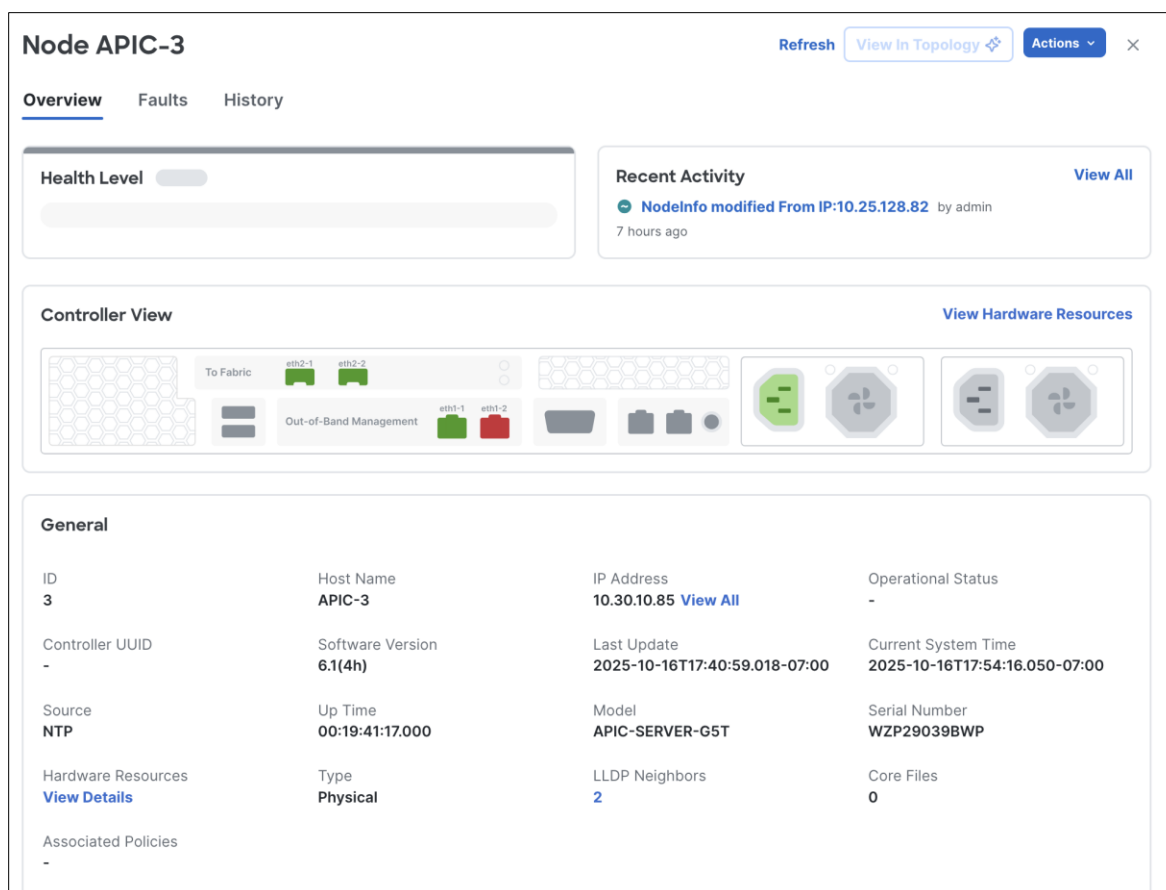 Node APIC-3
Refresh
View In Topology
Actions
Overview
Faults
History
Health Level
Recent Activity
View All
NodeInfo modified From IP:10.25.128.82 by admin
7 hours ago
Controller View
View Hardware Resources
To Fabric
eth2-1
eth2-2
Out-of-Band Management
eth1-1
eth1-2
General
ID
Host Name
IP Address
Operational Status
3
APIC-3
10.30.10.85 View All
-
Controller UUID
Software Version
Last Update
Current System Time
-
6.1(4h)
2025-10-16T17:40:59.018-07:00
2025-10-16T17:54:16.050-07:00
Source
Up Time
Model
Serial Number
NTP
00:19:41:17.000
APIC-SERVER-G5T
WZP29039BWP
Hardware Resources
Type
LLDP Neighbors
Core Files
View Details
Physical
2
0
Associated Policies
-